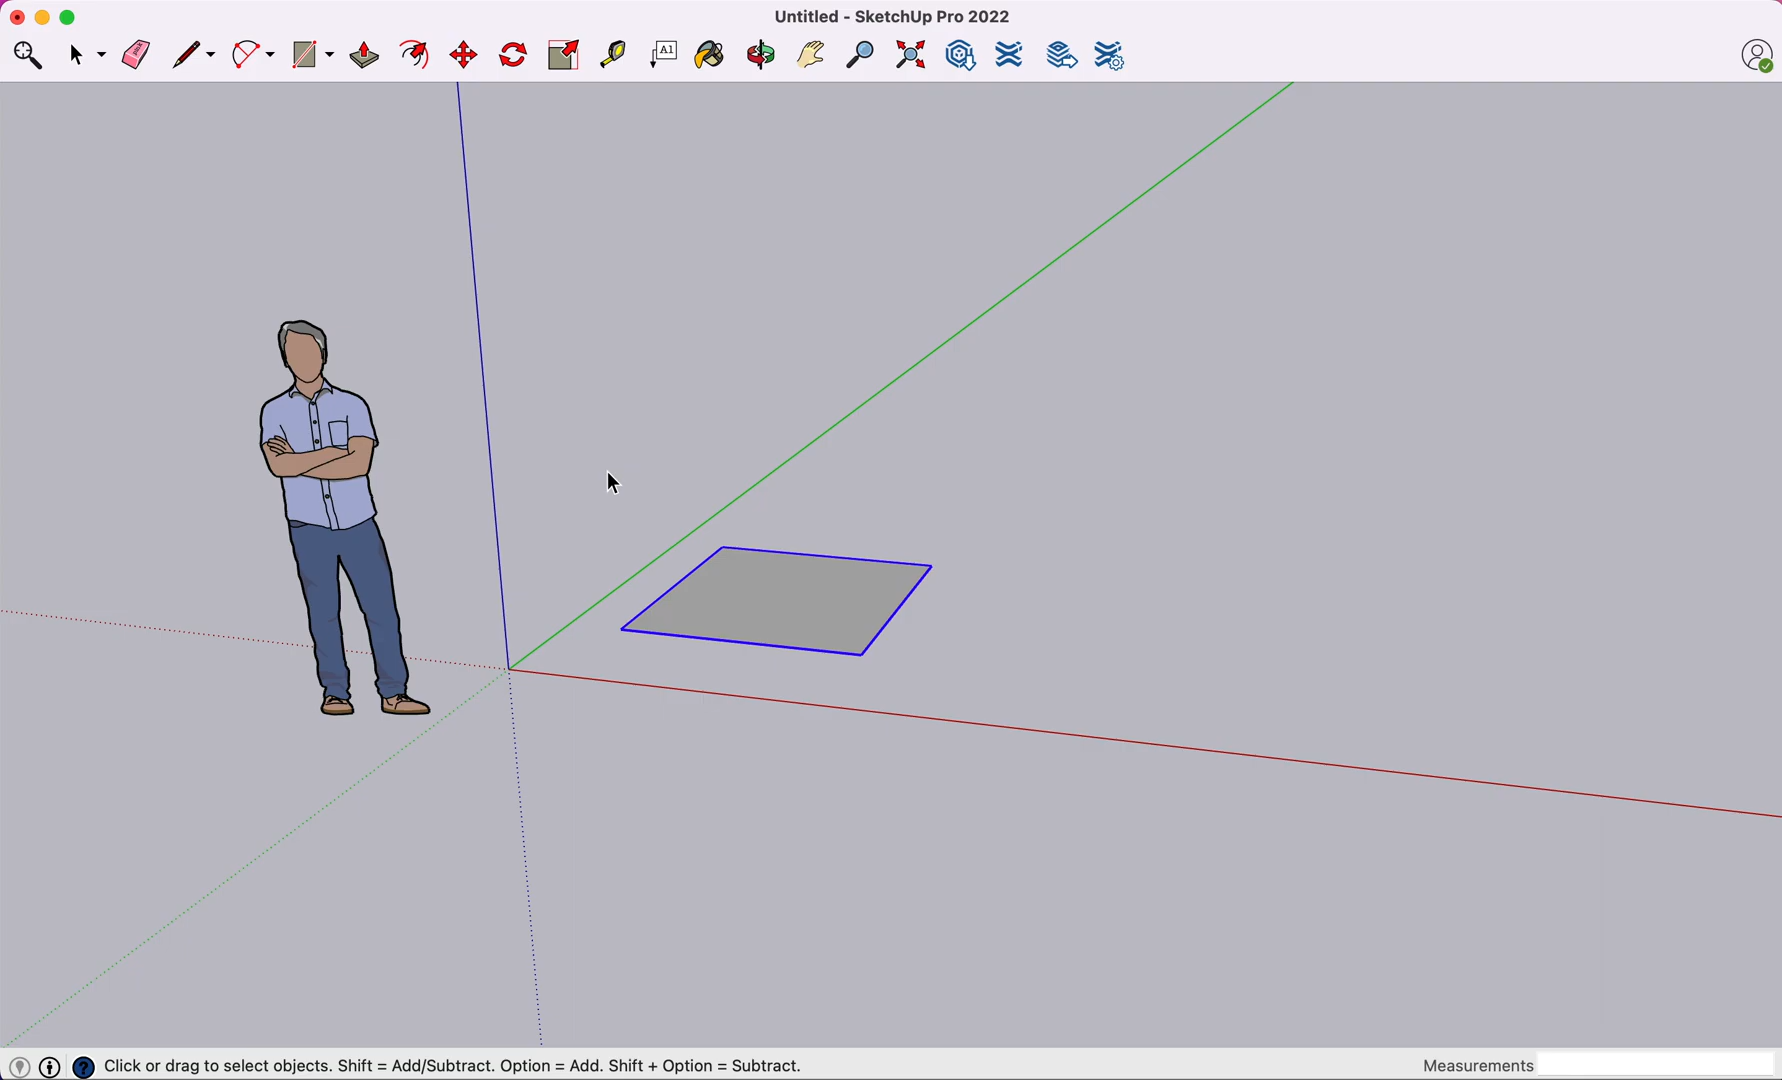 Untitled - SketchUp Pro 2022
A1
Click or drag to select objects. Shift = Add/Subtract. Option = Add. Shift + Option = Subtract.
Measurements